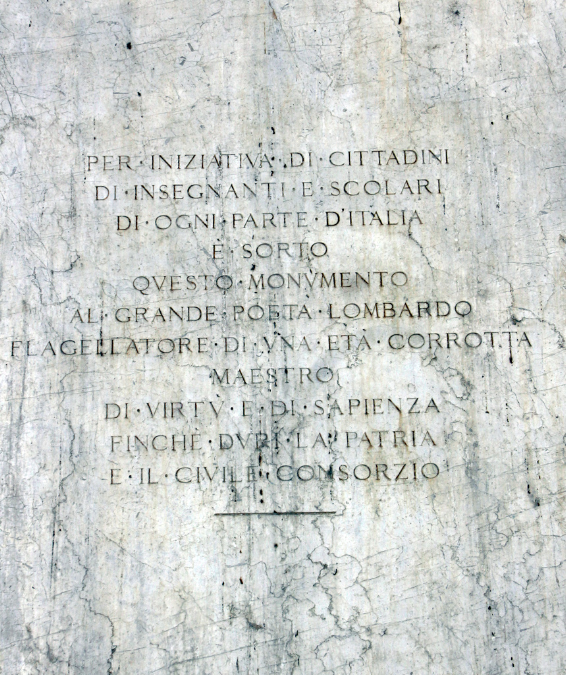 PER·INIZIATIVA·DI·CITTADINI
DI·INSEGNANTI·E·SCOLARI
DI·OGNI·PARTE·D'ITALIA
È·SORTO
QVESTO·MONVMENTO
AL·GRANDE·POETA·LOMBARDO
FLAGELLATORE·DI·VNA·ETÀ·CORROTTA
MAESTRO
DI·VIRTV·E·DI·SAPIENZA
FINCHÈ·DVRI·LA·PATRIA
E·IL·CIVILE·CONSORZIO